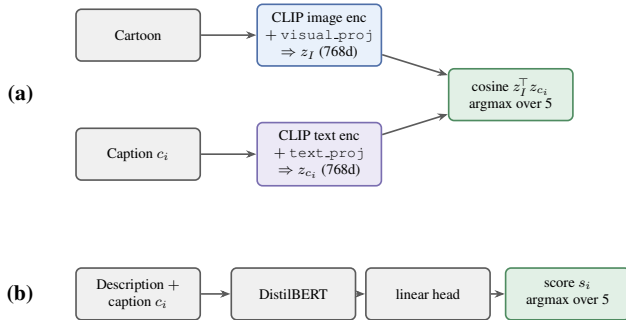 Cartoon
CLIP image enc
+ visual_proj
⇒ z_I (768d)
(a)
cosine z_I^⊤ z_{c_i}
argmax over 5
Caption c_i
CLIP text enc
+ text_proj
⇒ z_{c_i} (768d)
(b)
Description +
caption c_i
DistilBERT
linear head
score s_i
argmax over 5